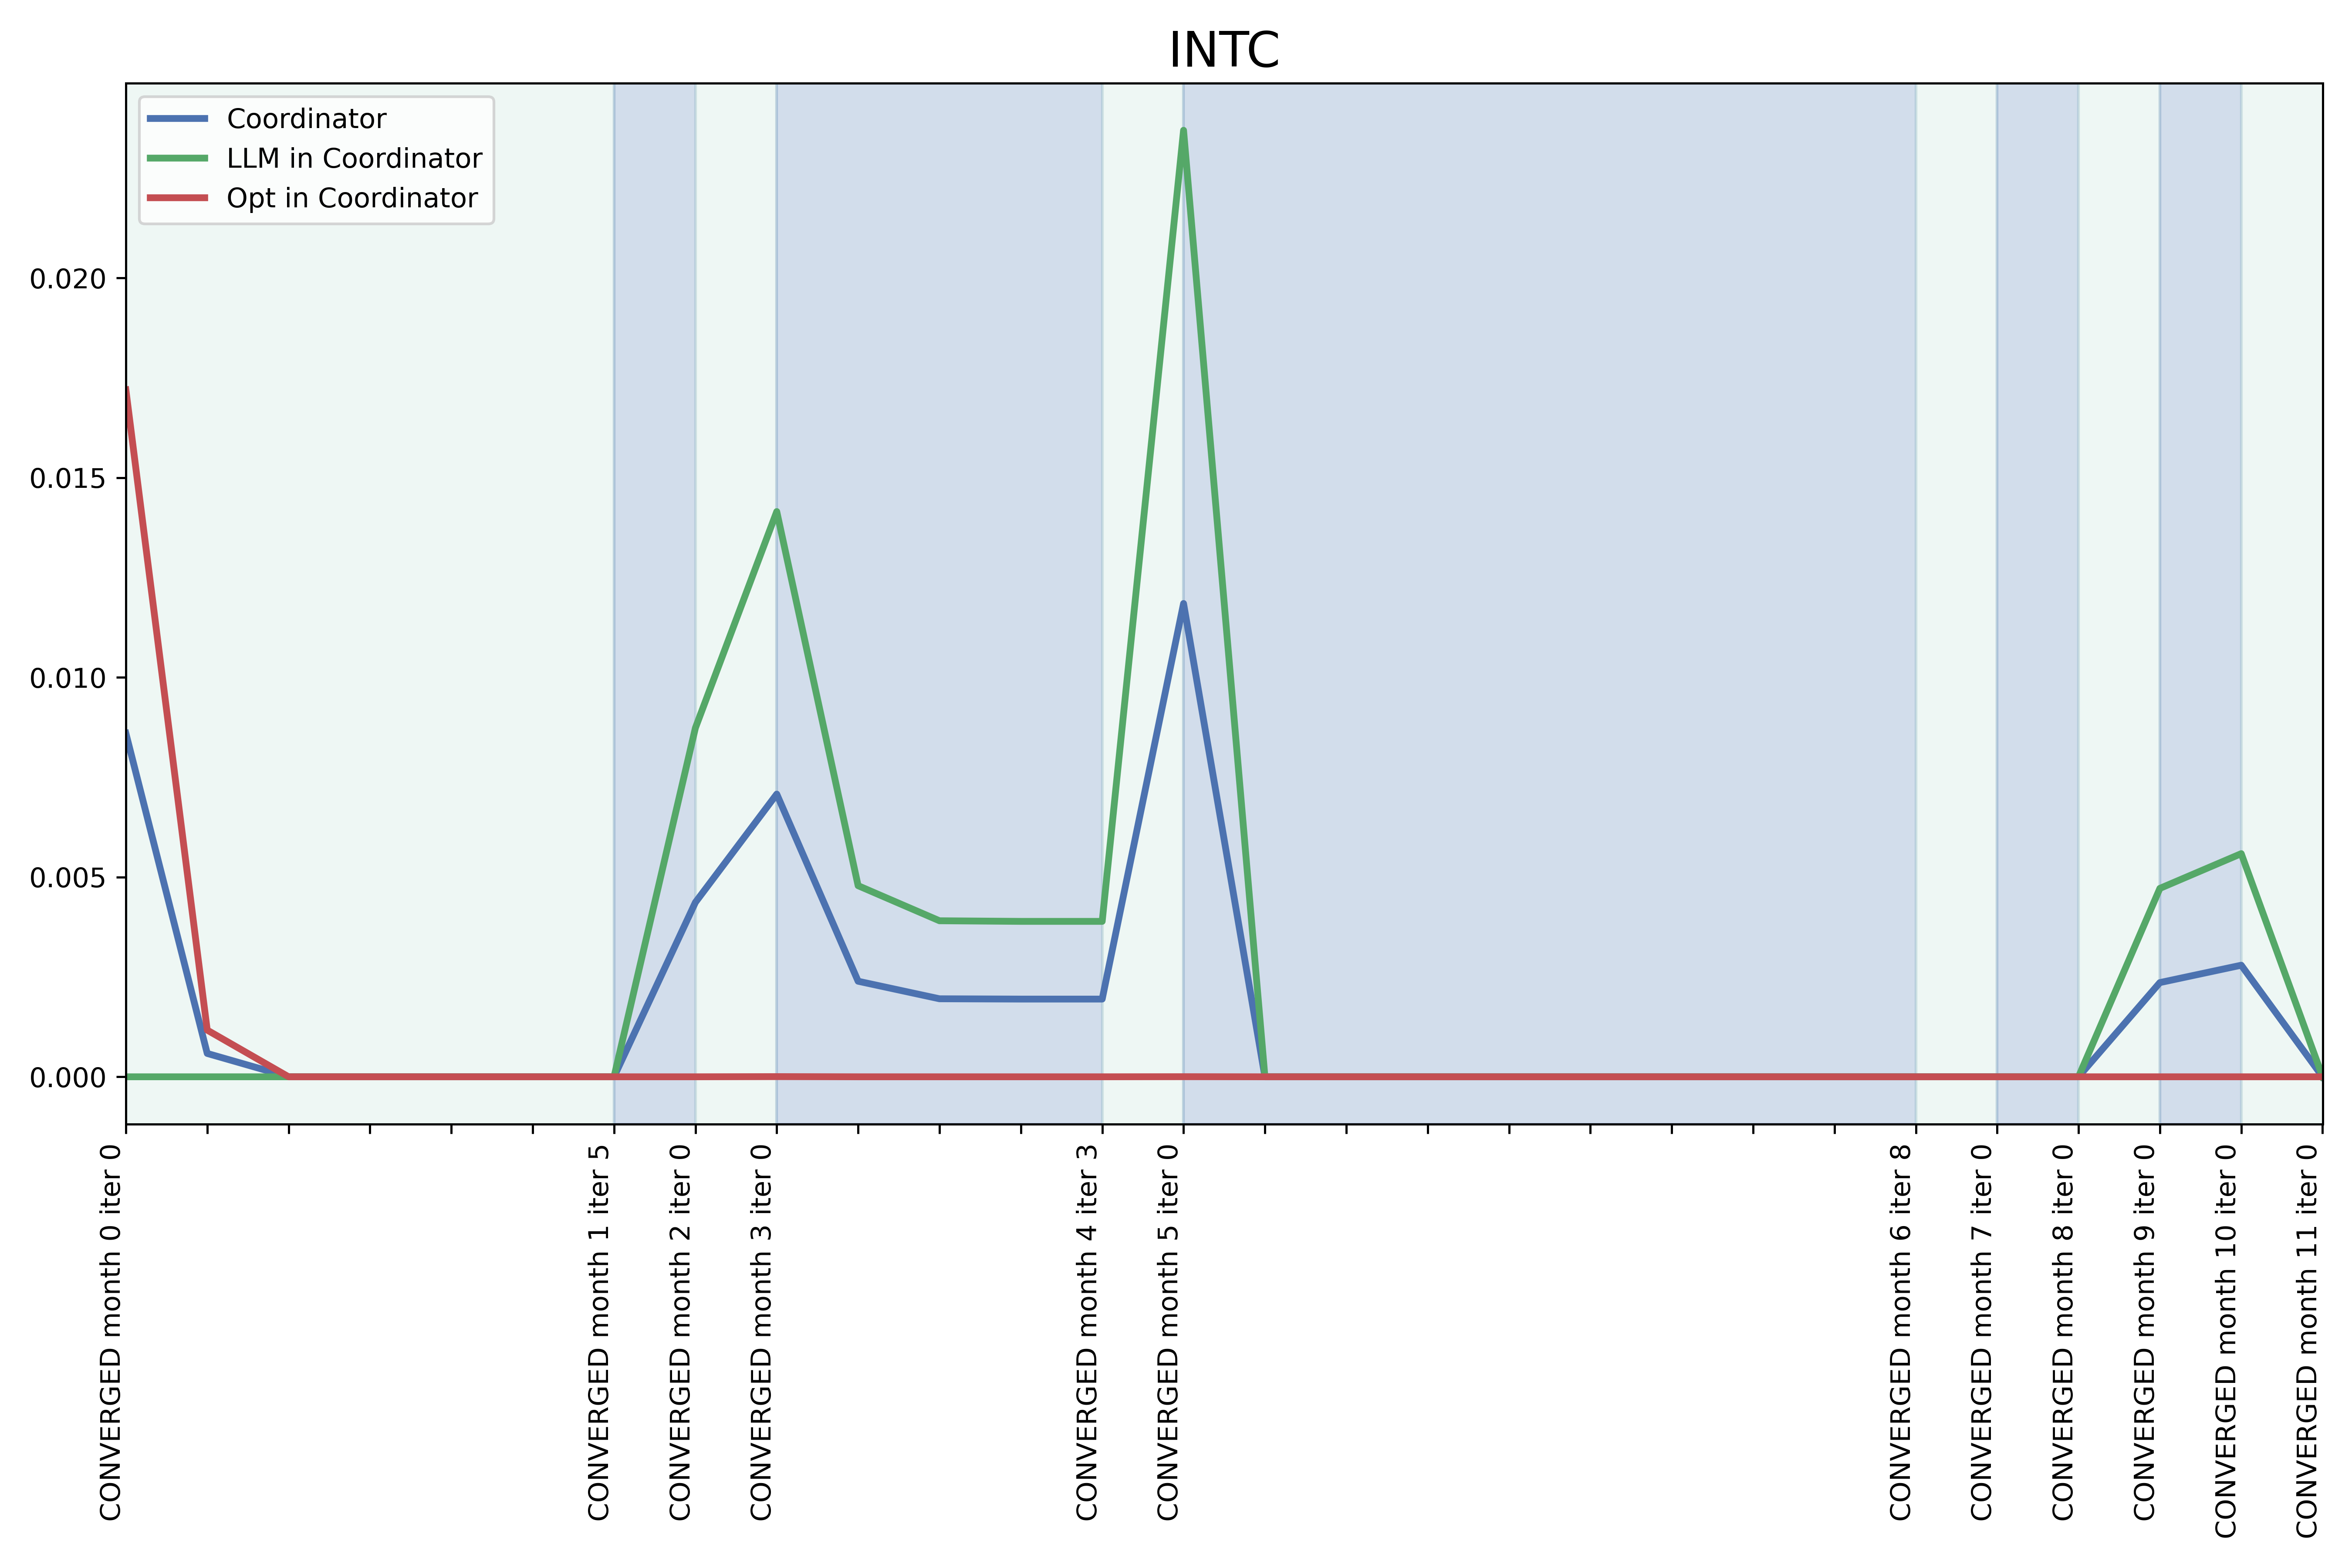 INTC
Coordinator
LLM in Coordinator
Opt in Coordinator
0.020
0.015
0.010
0.005
0.000
CONVERGED month 0 iter 0
CONVERGED month 1 iter 5
CONVERGED month 2 iter 0
CONVERGED month 3 iter 0
CONVERGED month 4 iter 3
CONVERGED month 5 iter 0
CONVERGED month 6 iter 8
CONVERGED month 7 iter 0
CONVERGED month 8 iter 0
CONVERGED month 9 iter 0
CONVERGED month 10 iter 0
CONVERGED month 11 iter 0